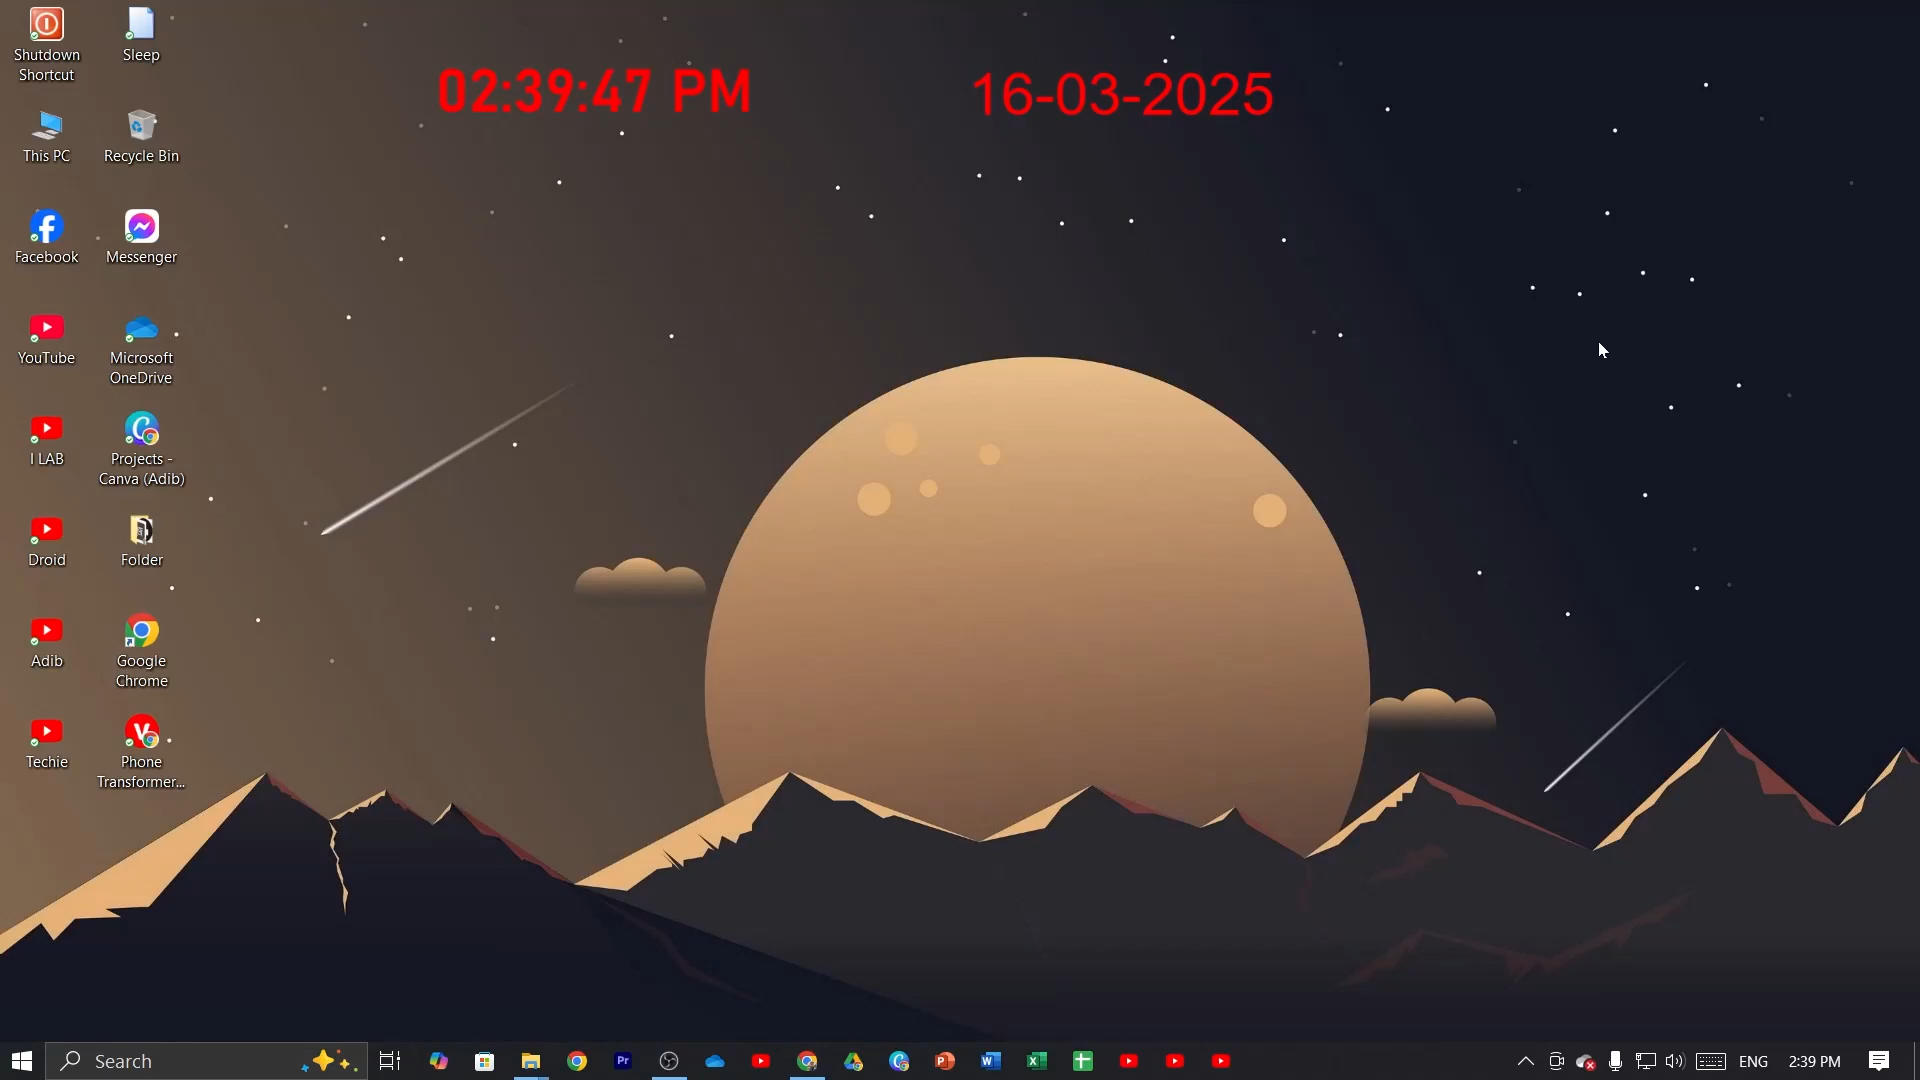 02:39:47 PM
16-03-2025
Shutdown
Shortcut
Sleep
This PC
Recycle Bin
Facebook
Messenger
YouTube
Microsoft
OneDrive
I LAB
Projects -
Canva (Adib)
Droid
Folder
Adib
Google
Chrome
Techie
Phone
Transformer...
Search
Pr
P
W
X
ENG
2:39 PM